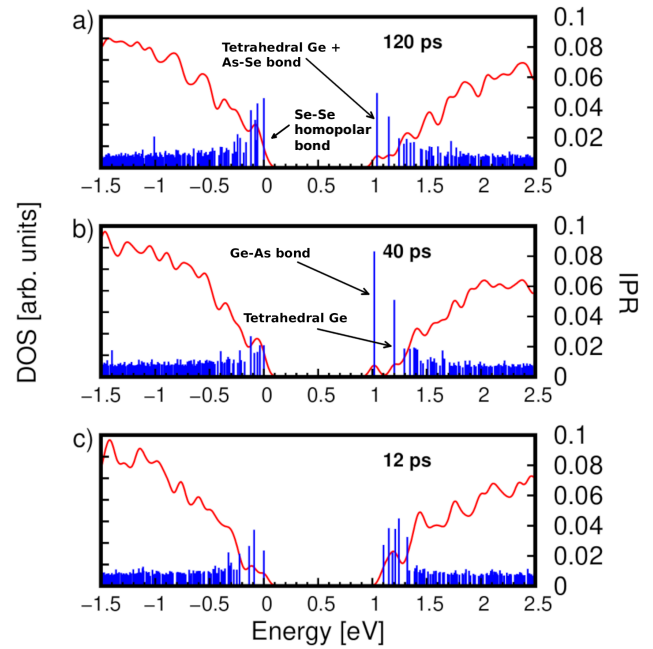 a)
120 ps
Tetrahedral Ge +
As-Se bond
Se-Se
homopolar
bond
0.1
0.08
0.06
0.04
0.02
0
−1.5 −1 −0.5 0 0.5 1 1.5 2 2.5
b)
40 ps
Ge-As bond
Tetrahedral Ge
0.1
0.08
0.06
0.04
0.02
0
−1.5 −1 −0.5 0 0.5 1 1.5 2 2.5
DOS [arb. units]
IPR
c)
12 ps
0.1
0.08
0.06
0.04
0.02
0
−1.5 −1 −0.5 0 0.5 1 1.5 2 2.5
Energy [eV]